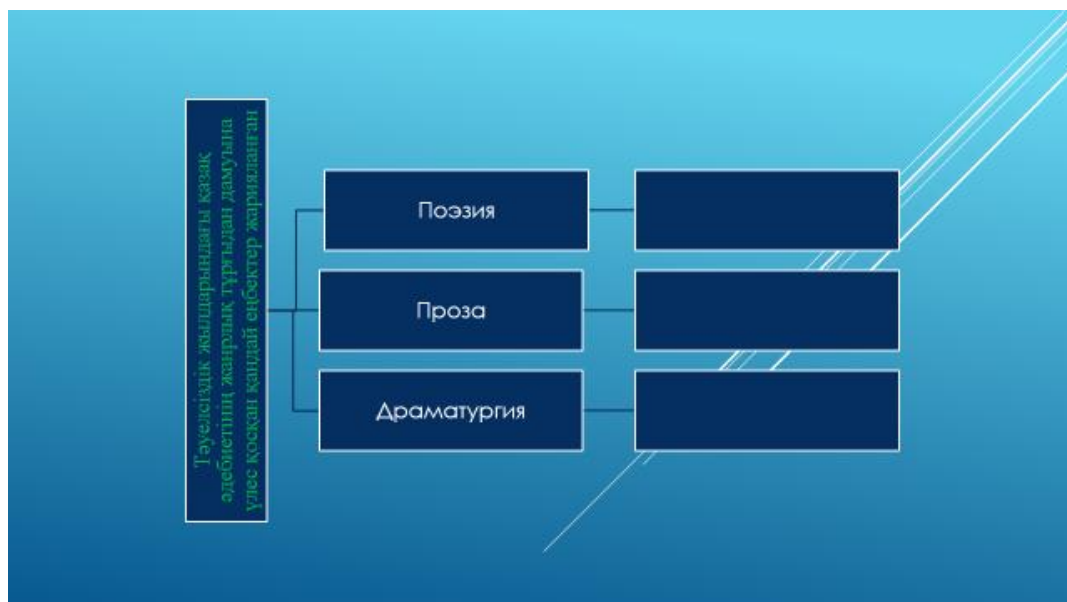 Тәуелсіздік жылдарындағы қазақ
әдебиетінің жанрлық тұрғыдан дамуына
үлес қосқан қандай еңбектер жарияланған
Поэзия
Проза
Драматургия